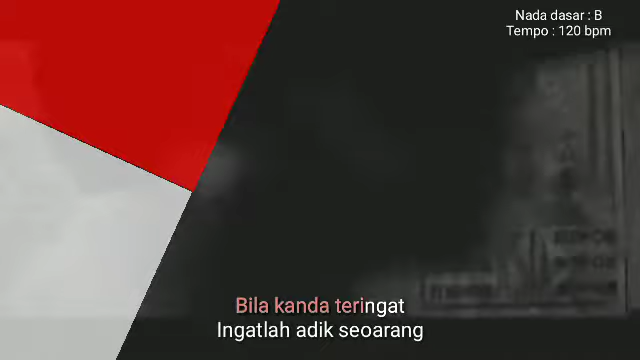 Nada dasar : B
Tempo : 120 bpm
Bila kanda teringat
Ingatlah adik seoarang